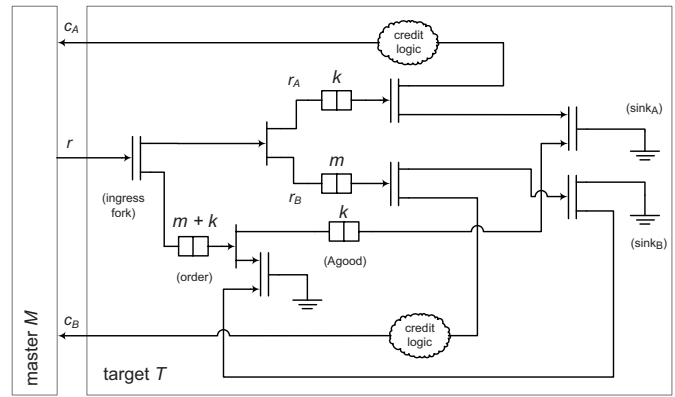 c_A
credit
logic
r_A
k
(sink_A)
r
m
(ingress
fork)
r_B
m + k
k
(sink_B)
(order)
(Agood)
c_B
credit
logic
master M
target T